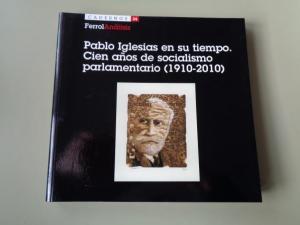 CADERNOS
FerrolAnálisis
Pablo Iglesias en su tiempo.
Cien años de socialismo
parlamentario (1910-2010)